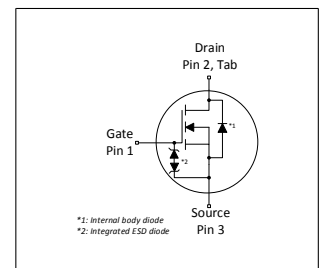 Drain
Pin 2, Tab
*1
Gate
Pin 1
*2
Source
Pin 3
*1: Internal body diode
*2: Integrated ESD diode